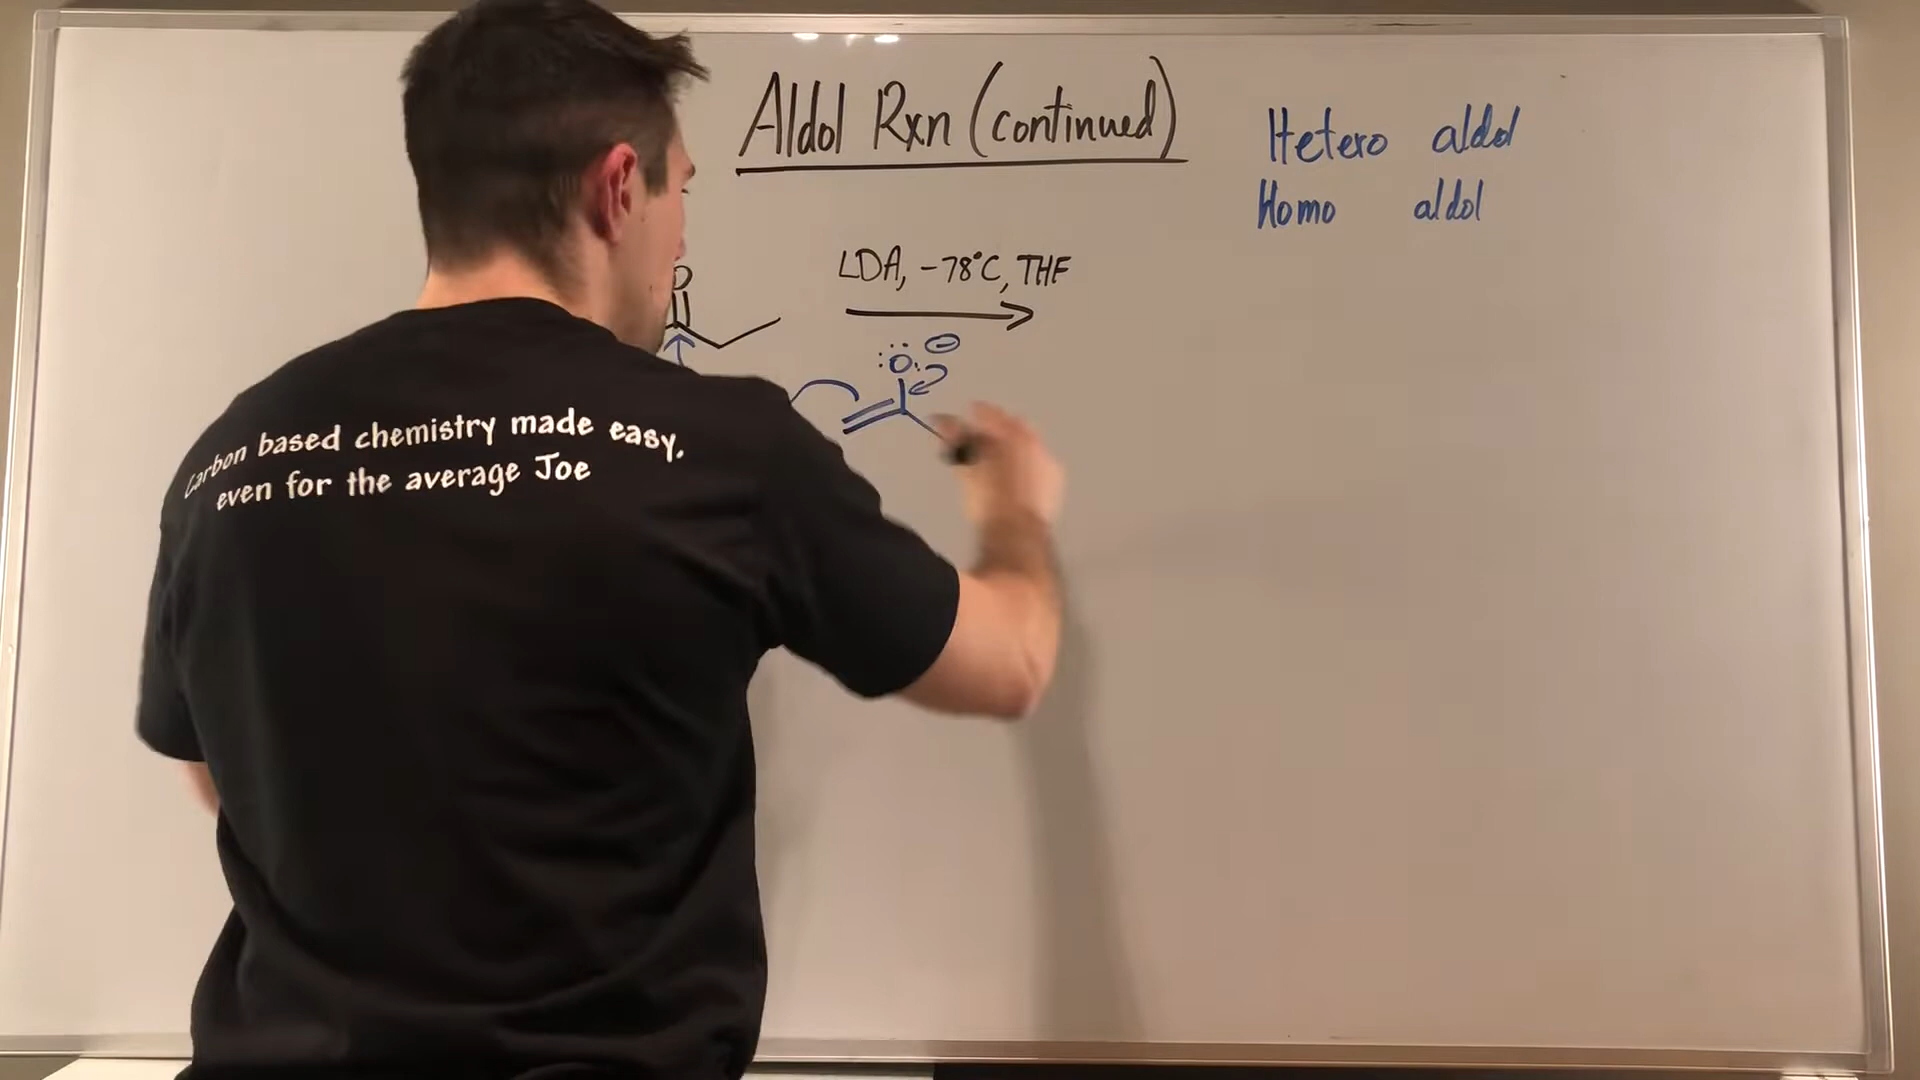 Aldol Rxn (continued)
Hetero aldol
Homo aldol
LDA, -78°C, THF
O
:Ö: ⊖
Carbon based chemistry made easy,
even for the average Joe